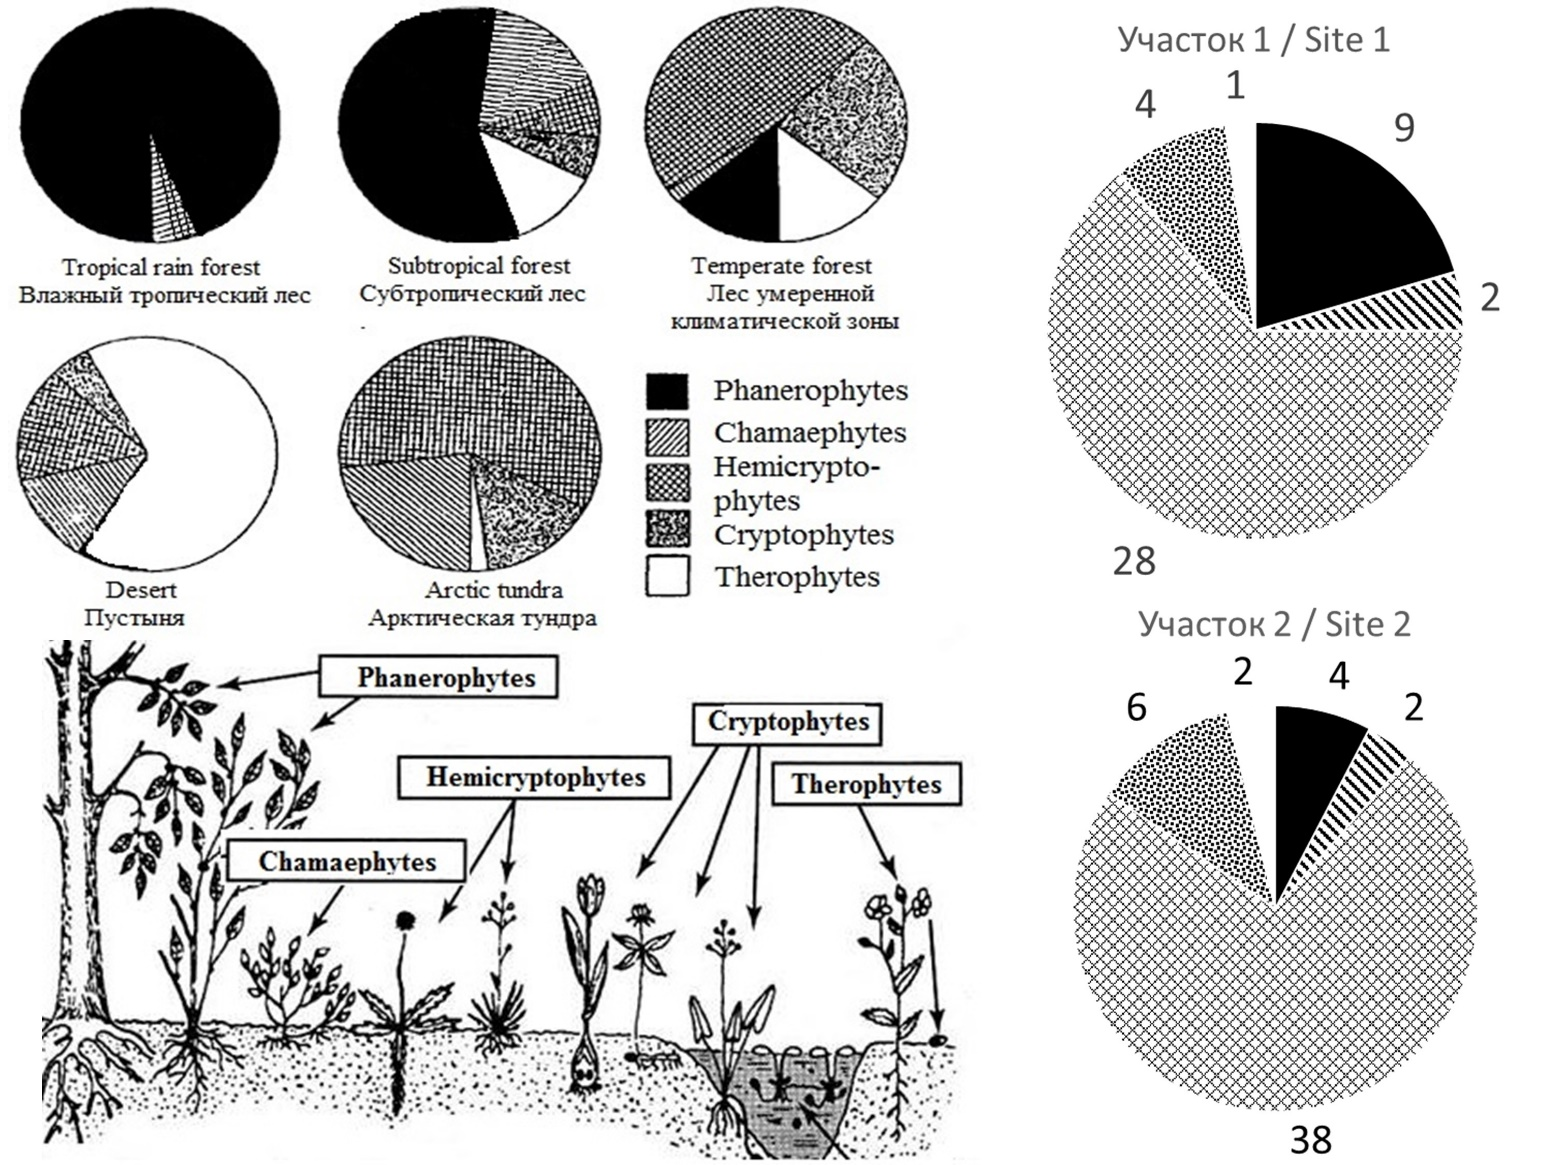 Tropical rain forest
Влажный тропический лес
Subtropical forest
Субтропический лес
Temperate forest
Лес умеренной
климатической зоны
Desert
Пустыня
Arctic tundra
Арктическая тундра
Phanerophytes
Chamaephytes
Hemicrypto-
phytes
Cryptophytes
Therophytes
Phanerophytes
Cryptophytes
Hemicryptophytes
Therophytes
Chamaephytes
Участок 1 / Site 1
1
4
9
2
28
Участок 2 / Site 2
2
4
6
2
38